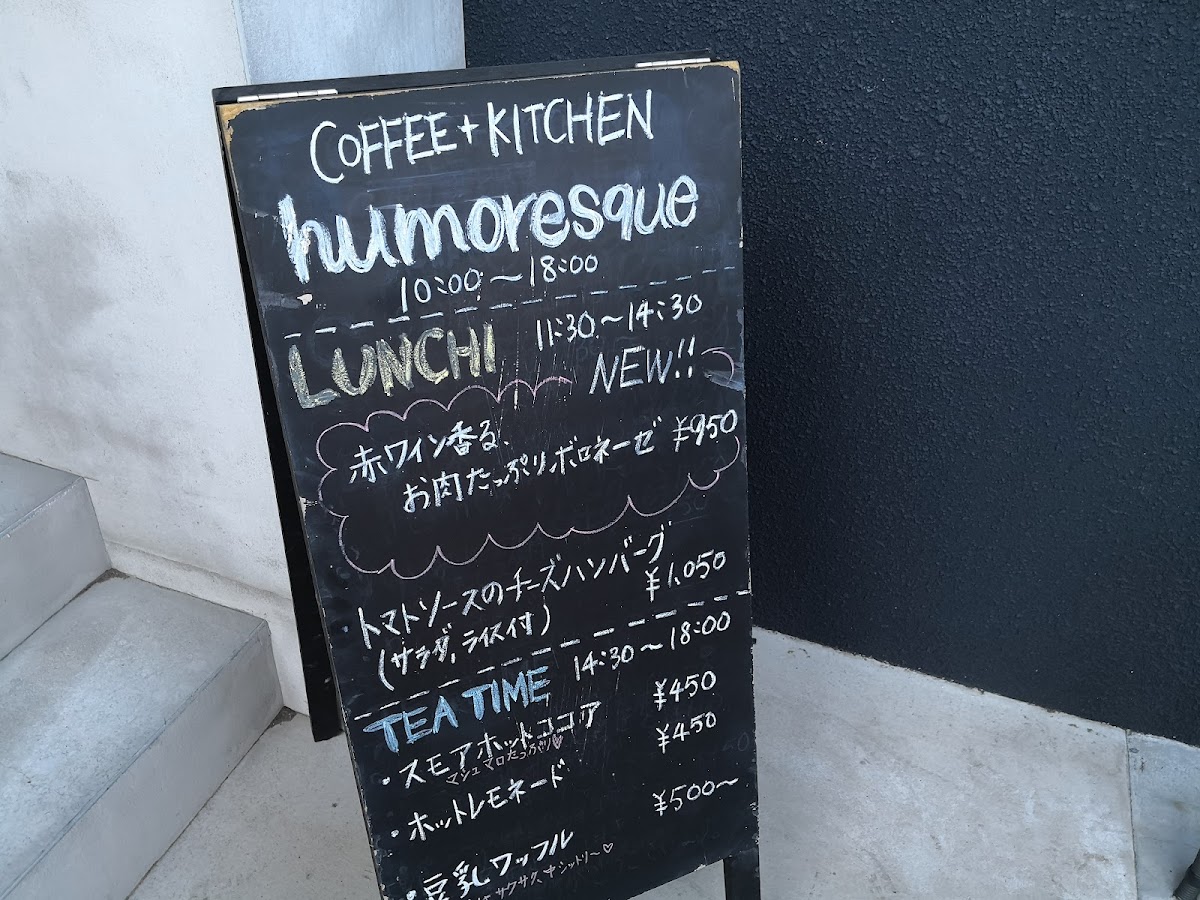 COFFEE + KITCHEN
humoresque
10:00～18:00
LUNCH 11:30～14:30
NEW!!
赤ワイン香る、
お肉たっぷりボロネーゼ ¥950
・トマトソースのチーズハンバーグ
(サラダ, ライス付) ¥1,050
TEA TIME 14:30～18:00
・スモアホットココア ¥450
マシュマロたっぷり♡
・ホットレモネード ¥450
・豆乳ワッフル ¥500～
サクサク、中シットリ～♡